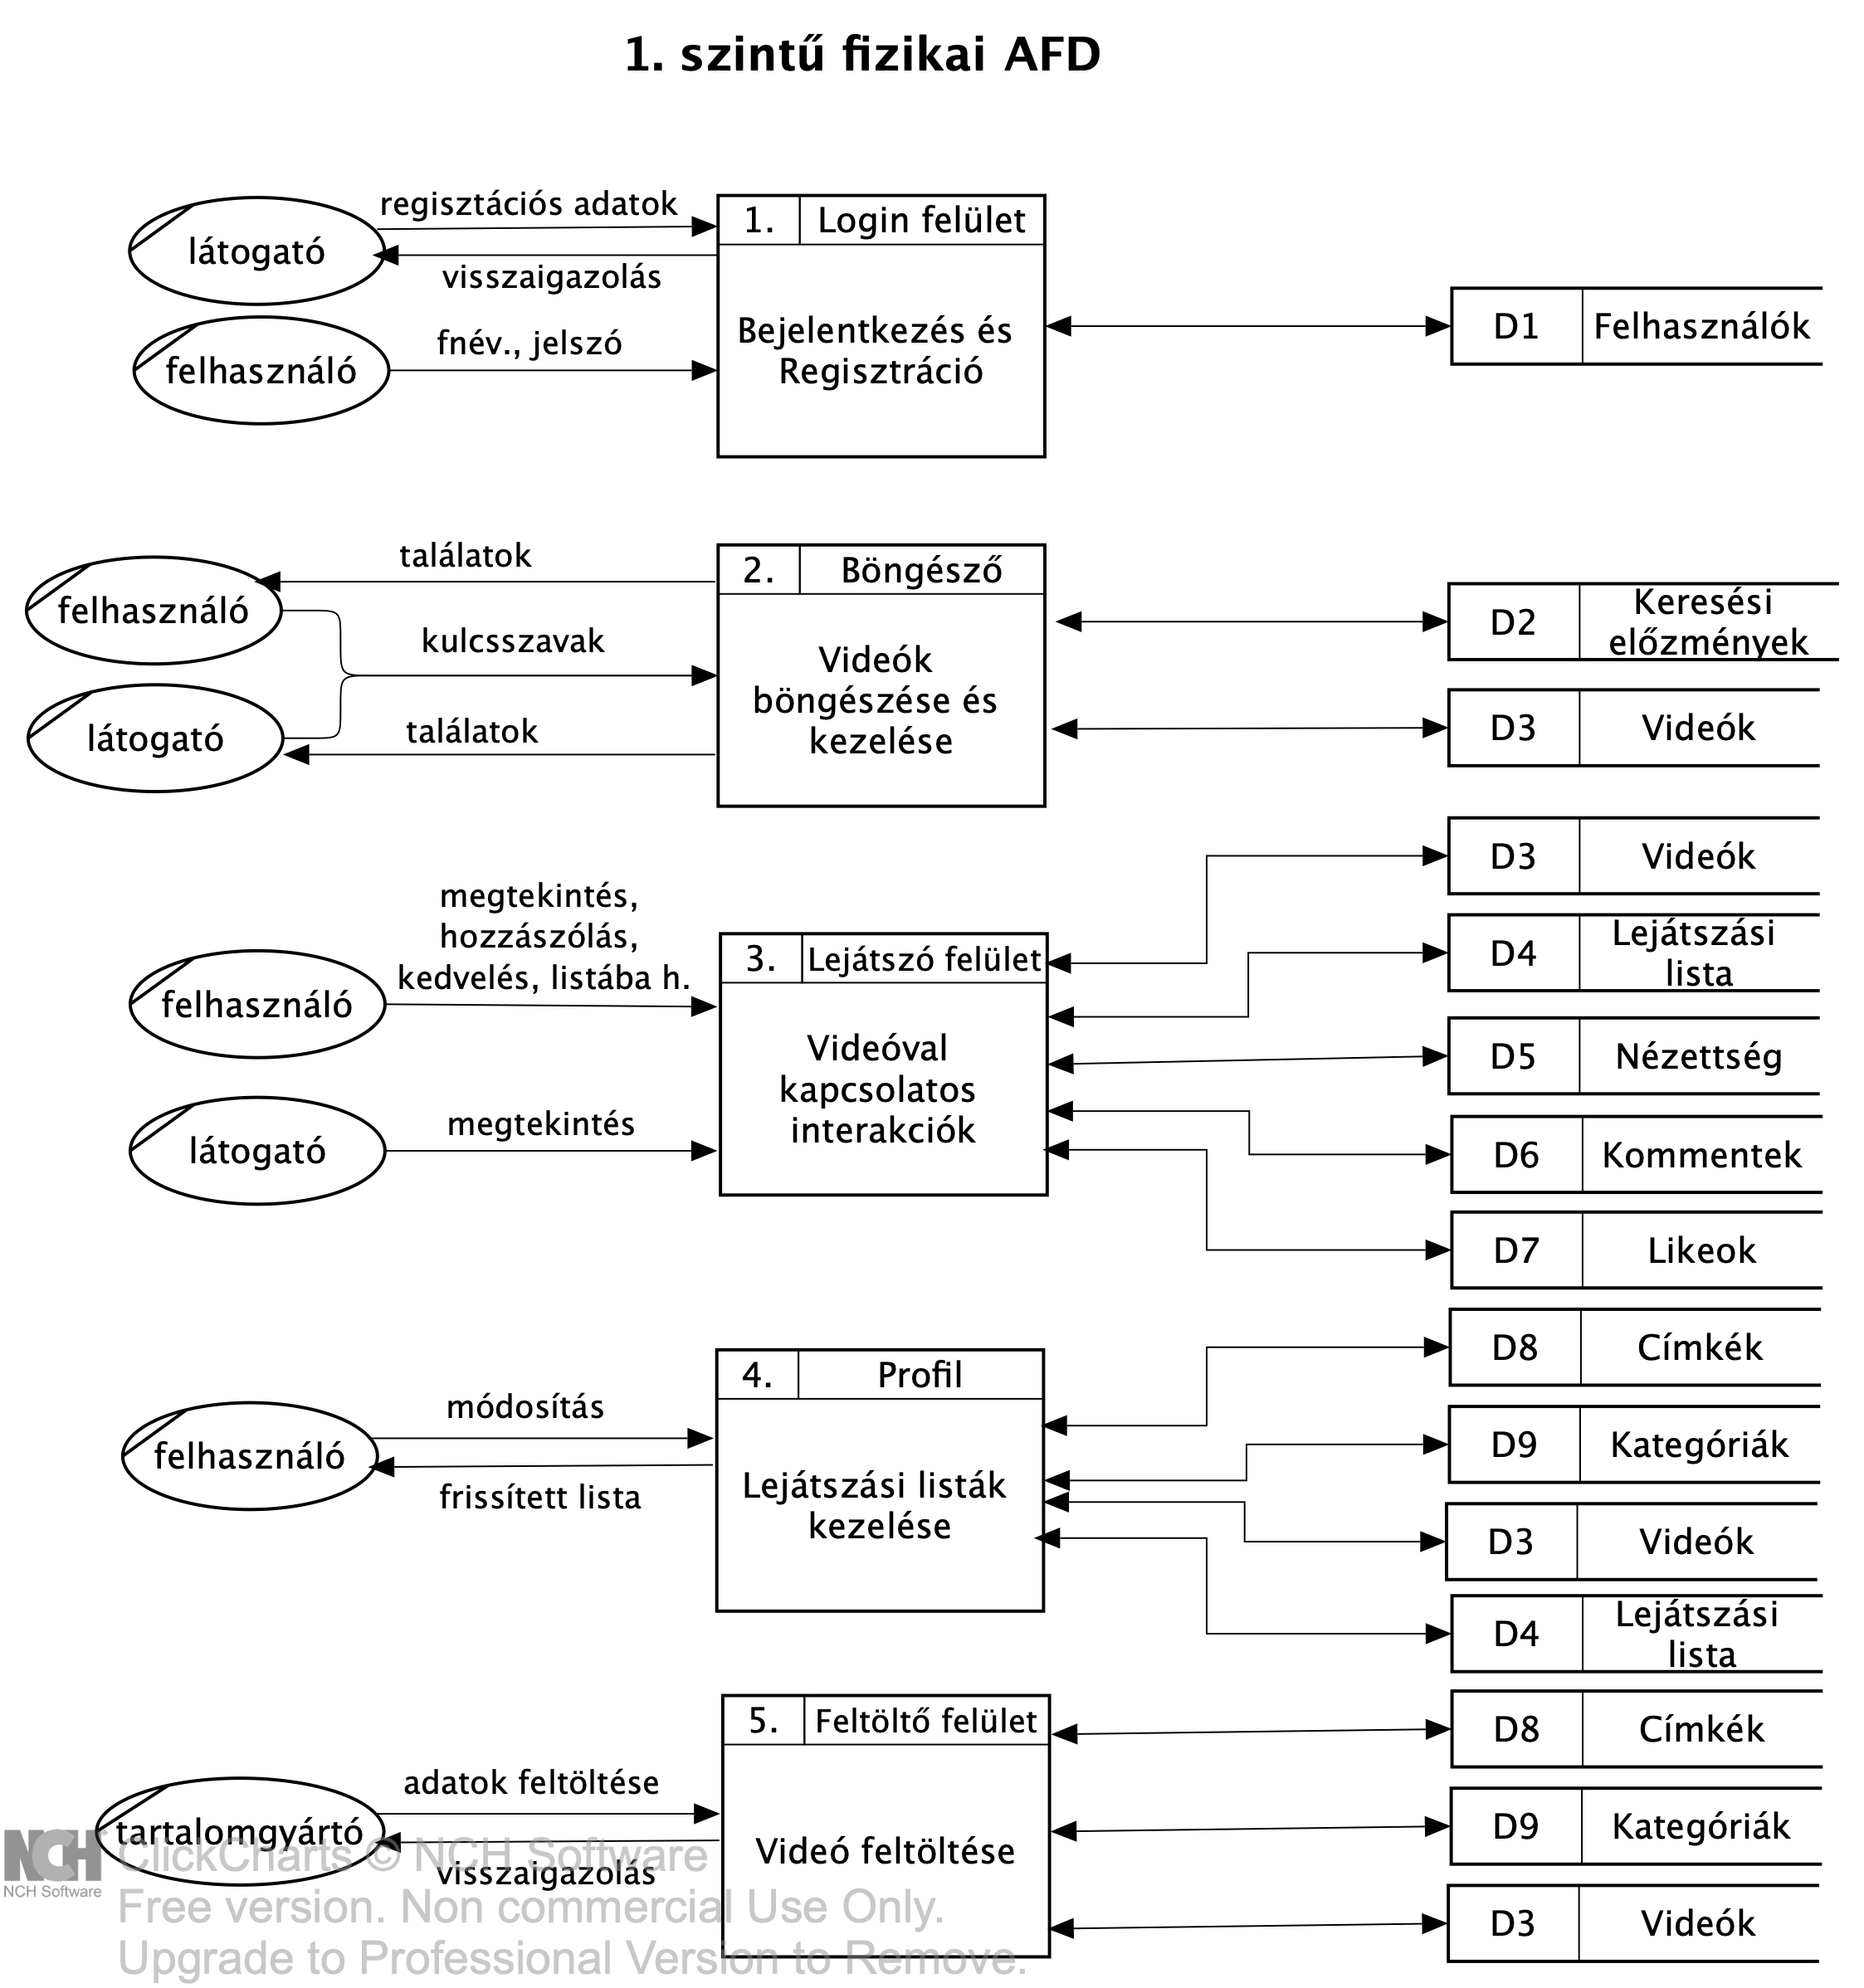 1. szintű fizikai AFD
látogató
regisztációs adatok
visszaigazolás
felhasználó
fnév., jelszó
1.
Login felület
Bejelentkezés és
Regisztráció
D1
Felhasználók
találatok
felhasználó
kulcsszavak
látogató
találatok
2.
Böngésző
Videók
böngészése és
kezelése
D2
Keresési
előzmények
D3
Videók
megtekintés,
hozzászólás,
kedvelés, listába h.
felhasználó
látogató
megtekintés
3.
Lejátszó felület
Videóval
kapcsolatos
interakciók
D3
Videók
D4
Lejátszási
lista
D5
Nézettség
D6
Kommentek
D7
Likeok
felhasználó
módosítás
frissített lista
4.
Profil
Lejátszási listák
kezelése
D8
Címkék
D9
Kategóriák
D3
Videók
D4
Lejátszási
lista
tartalomgyártó
adatok feltöltése
visszaigazolás
5.
Feltöltő felület
Videó feltöltése
D8
Címkék
D9
Kategóriák
D3
Videók
NCH
NCH Software
ClickCharts © NCH Software
Free version. Non commercial Use Only.
Upgrade to Professional Version to Remove.